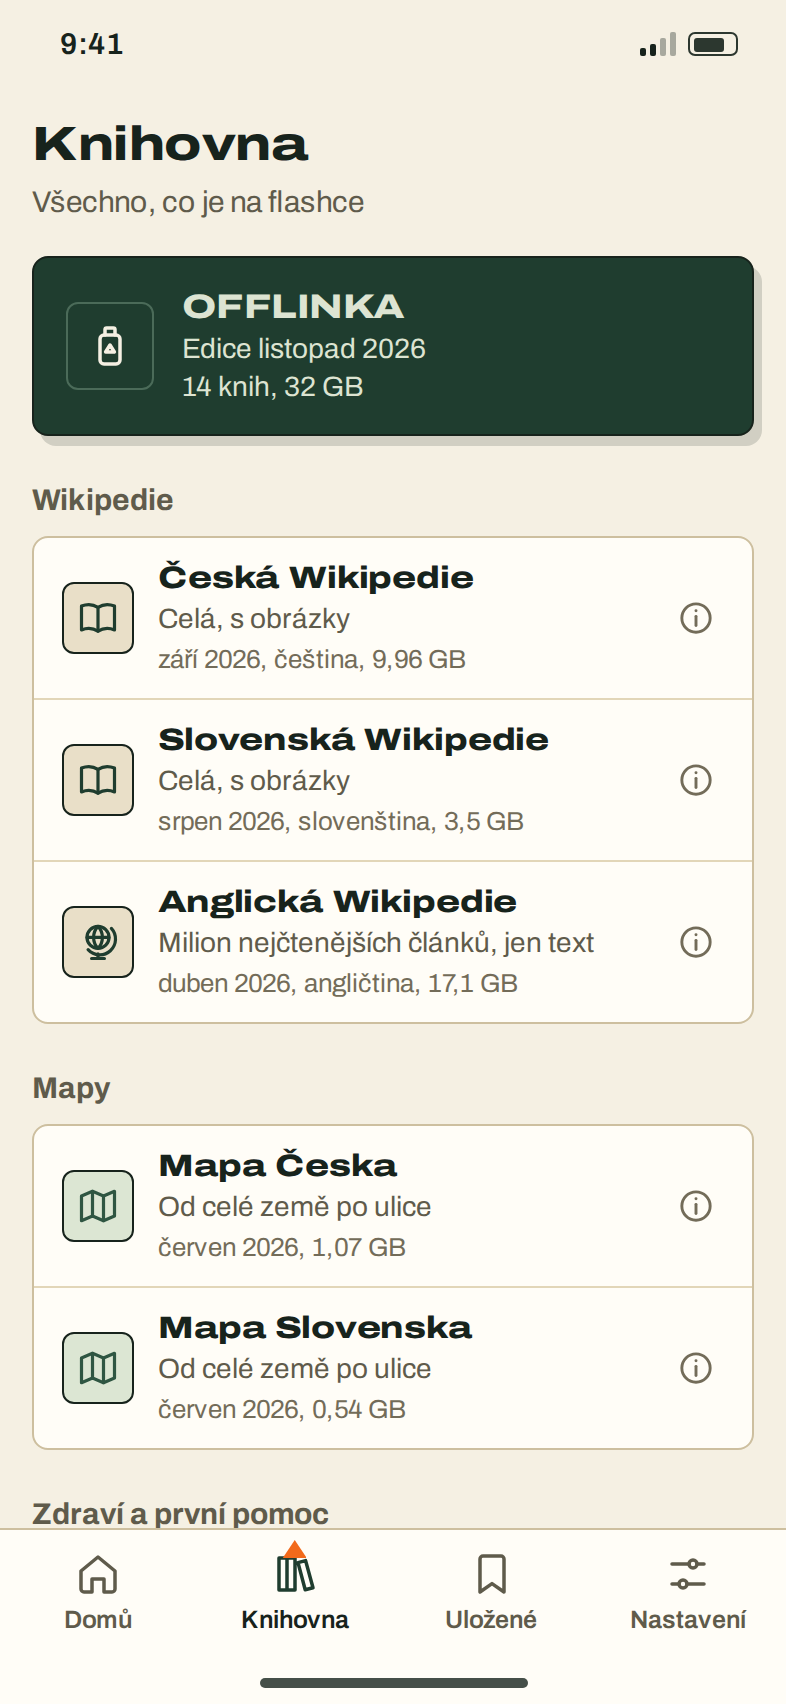 9:41
Knihovna
Všechno, co je na flashce
OFFLINKA
Edice listopad 2026
14 knih, 32 GB
Wikipedie
Česká Wikipedie
Celá, s obrázky
září 2026, čeština, 9,96 GB
Slovenská Wikipedie
Celá, s obrázky
srpen 2026, slovenština, 3,5 GB
Anglická Wikipedie
Milion nejčtenějších článků, jen text
duben 2026, angličtina, 17,1 GB
Mapy
Mapa Česka
Od celé země po ulice
červen 2026, 1,07 GB
Mapa Slovenska
Od celé země po ulice
červen 2026, 0,54 GB
Zdraví a první pomoc
Domů
Knihovna
Uložené
Nastavení